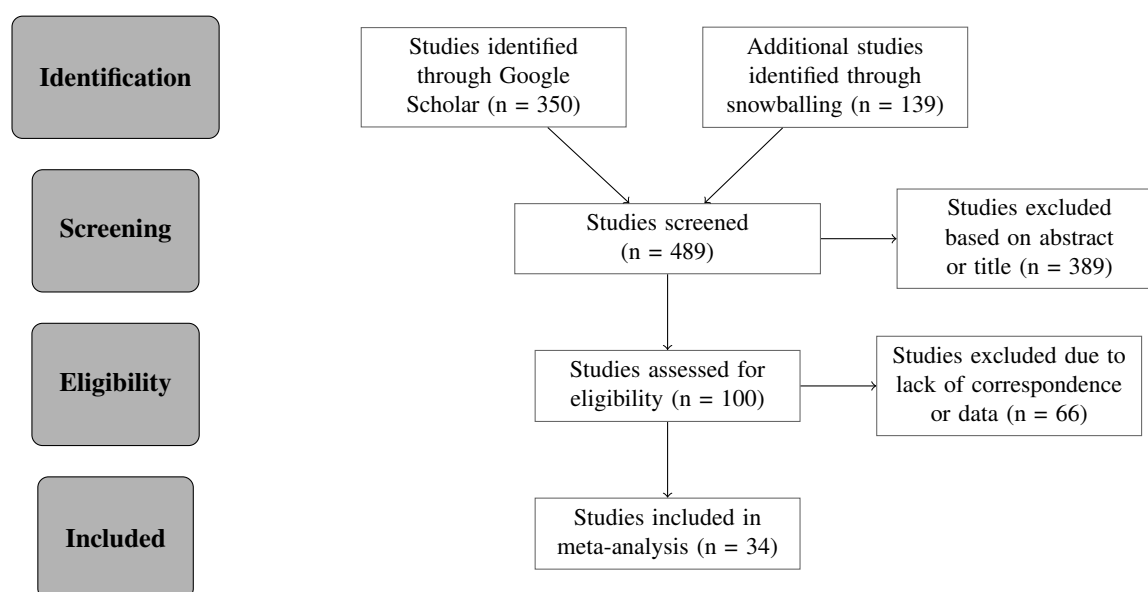 Identification
Studies identified
through Google
Scholar (n = 350)
Additional studies
identified through
snowballing (n = 139)
Screening
Studies screened
(n = 489)
Studies excluded
based on abstract
or title (n = 389)
Eligibility
Studies assessed for
eligibility (n = 100)
Studies excluded due to
lack of correspondence
or data (n = 66)
Included
Studies included in
meta-analysis (n = 34)